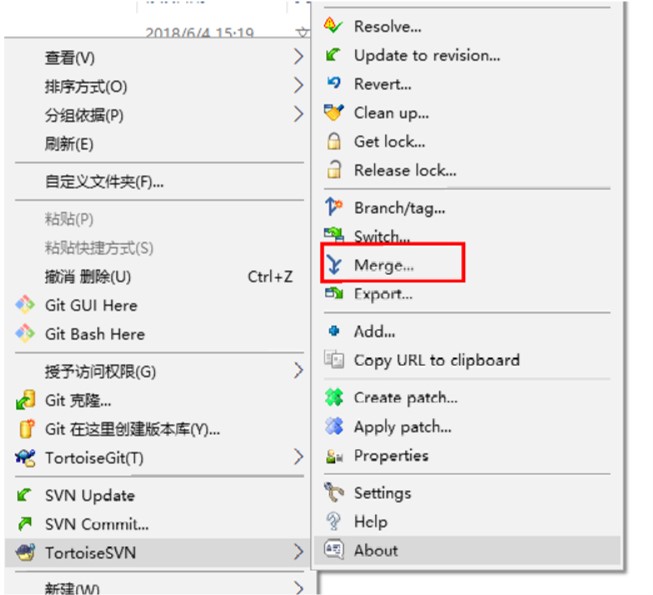 2018/6/4 15:19
查看(V)
排序方式(O)
分组依据(P)
刷新(E)
自定义文件夹(F)...
粘贴(P)
粘贴快捷方式(S)
撤消 删除(U) Ctrl+Z
Git GUI Here
Git Bash Here
授予访问权限(G)
Git 克隆...
Git 在这里创建版本库(Y)...
TortoiseGit(T)
SVN Update
SVN Commit...
TortoiseSVN
新建(W)
Resolve...
Update to revision...
Revert...
Clean up...
Get lock...
Release lock...
Branch/tag...
Switch...
Merge...
Export...
Add...
Copy URL to clipboard
Create patch...
Apply patch...
Properties
Settings
Help
About